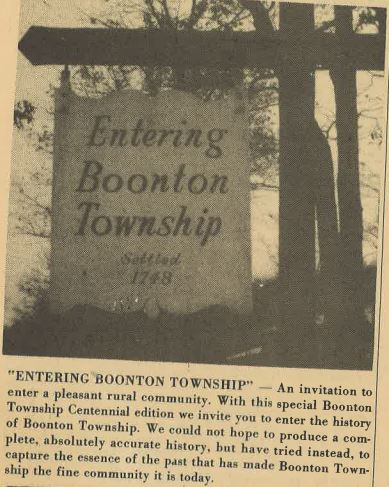 Entering
Boonton
Township
Settled
1748
"ENTERING BOONTON TOWNSHIP" — An invitation to
enter a pleasant rural community. With this special Boonton
Township Centennial edition we invite you to enter the history
of Boonton Township. We could not hope to produce a com-
plete, absolutely accurate history, but have tried instead, to
capture the essence of the past that has made Boonton Town-
ship the fine community it is today.